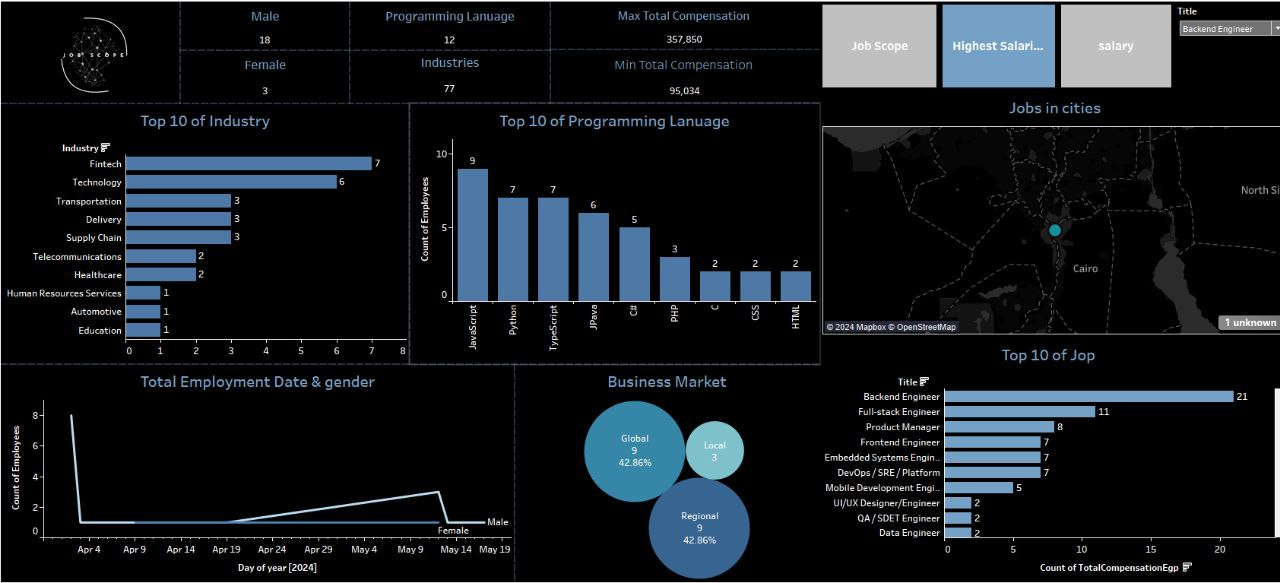 JOB SCOPE
Male
18
Female
3
Programming Lanuage
12
Industries
77
Max Total Compensation
357,850
Min Total Compensation
95,034
Job Scope
Highest Salari...
salary
Title
Backend Engineer
Top 10 of Industry
Industry
Fintech
7
Technology
6
Transportation
3
Delivery
3
Supply Chain
3
Telecommunications
2
Healthcare
2
Human Resources Services
1
Automotive
1
Education
1
0 1 2 3 4 5 6 7 8
Top 10 of Programming Lanuage
Count of Employees
10
5
0
9
7
7
6
5
3
2
2
2
JavaScript
Python
TypeScript
JPava
C#
PHP
C
CSS
HTML
Jobs in cities
North Si
Cairo
© 2024 Mapbox © OpenStreetMap
1 unknown
Total Employment Date & gender
Count of Employees
8
6
4
2
0
Male
Female
Apr 4 Apr 9 Apr 14 Apr 19 Apr 24 Apr 29 May 4 May 9 May 14 May 19
Day of year [2024]
Business Market
Global
9
42.86%
Local
3
Regional
9
42.86%
Top 10 of Jop
Title
Backend Engineer
21
Full-stack Engineer
11
Product Manager
8
Frontend Engineer
7
Embedded Systems Engin..
7
DevOps / SRE / Platform
7
Mobile Development Engi..
5
UI/UX Designer/Engineer
2
QA / SDET Engineer
2
Data Engineer
2
0 5 10 15 20
Count of TotalCompensationEgp